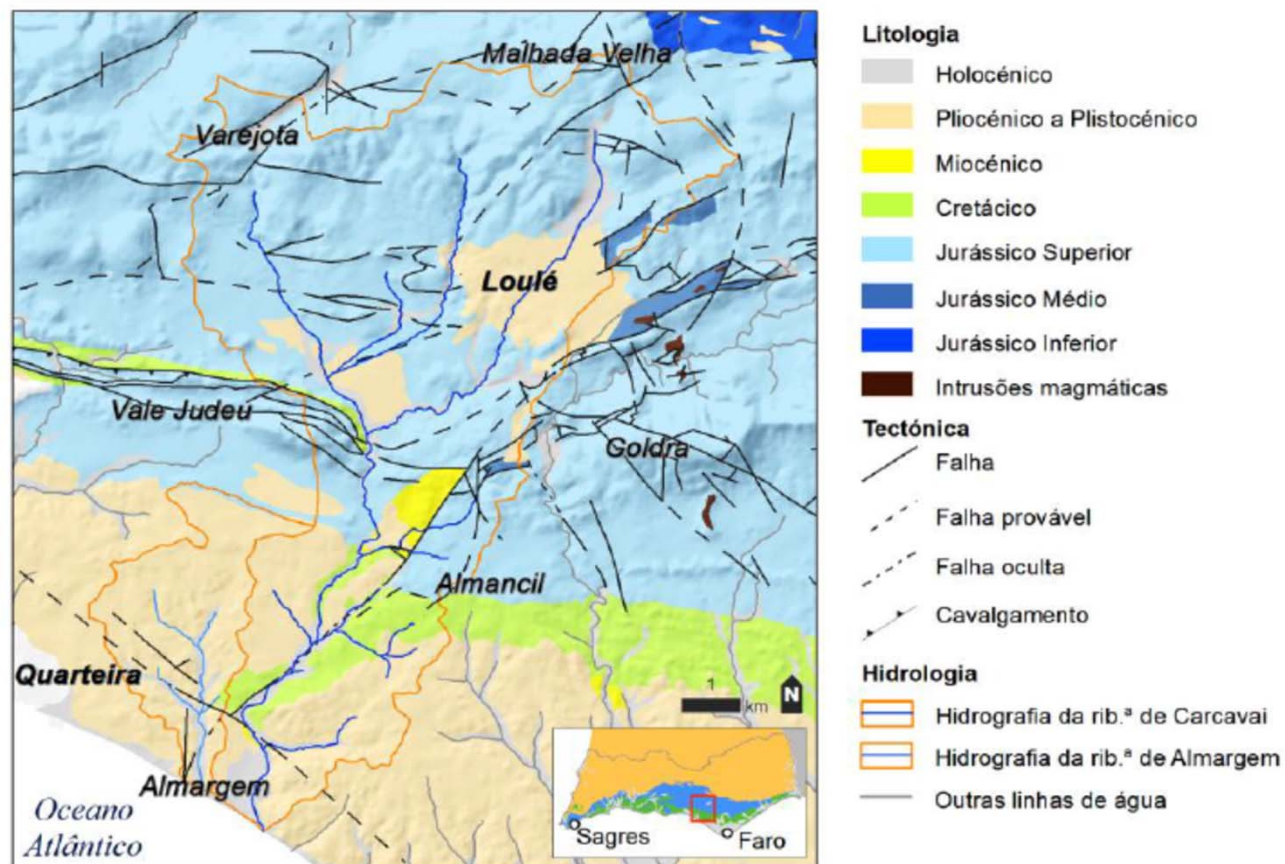 Malhada Velha
Varejota
Loulé
Vale Judeu
Goldra
Almancil
Quarteira
1
km
N
Almargem
Oceano
Atlântico
Sagres
Faro
Litologia
Holocénico
Pliocénico a Plistocénico
Miocénico
Cretácico
Jurássico Superior
Jurássico Médio
Jurássico Inferior
Intrusões magmáticas
Tectónica
Falha
Falha provável
Falha oculta
Cavalgamento
Hidrologia
Hidrografia da rib.ª de Carcavai
Hidrografia da rib.ª de Almargem
Outras linhas de água